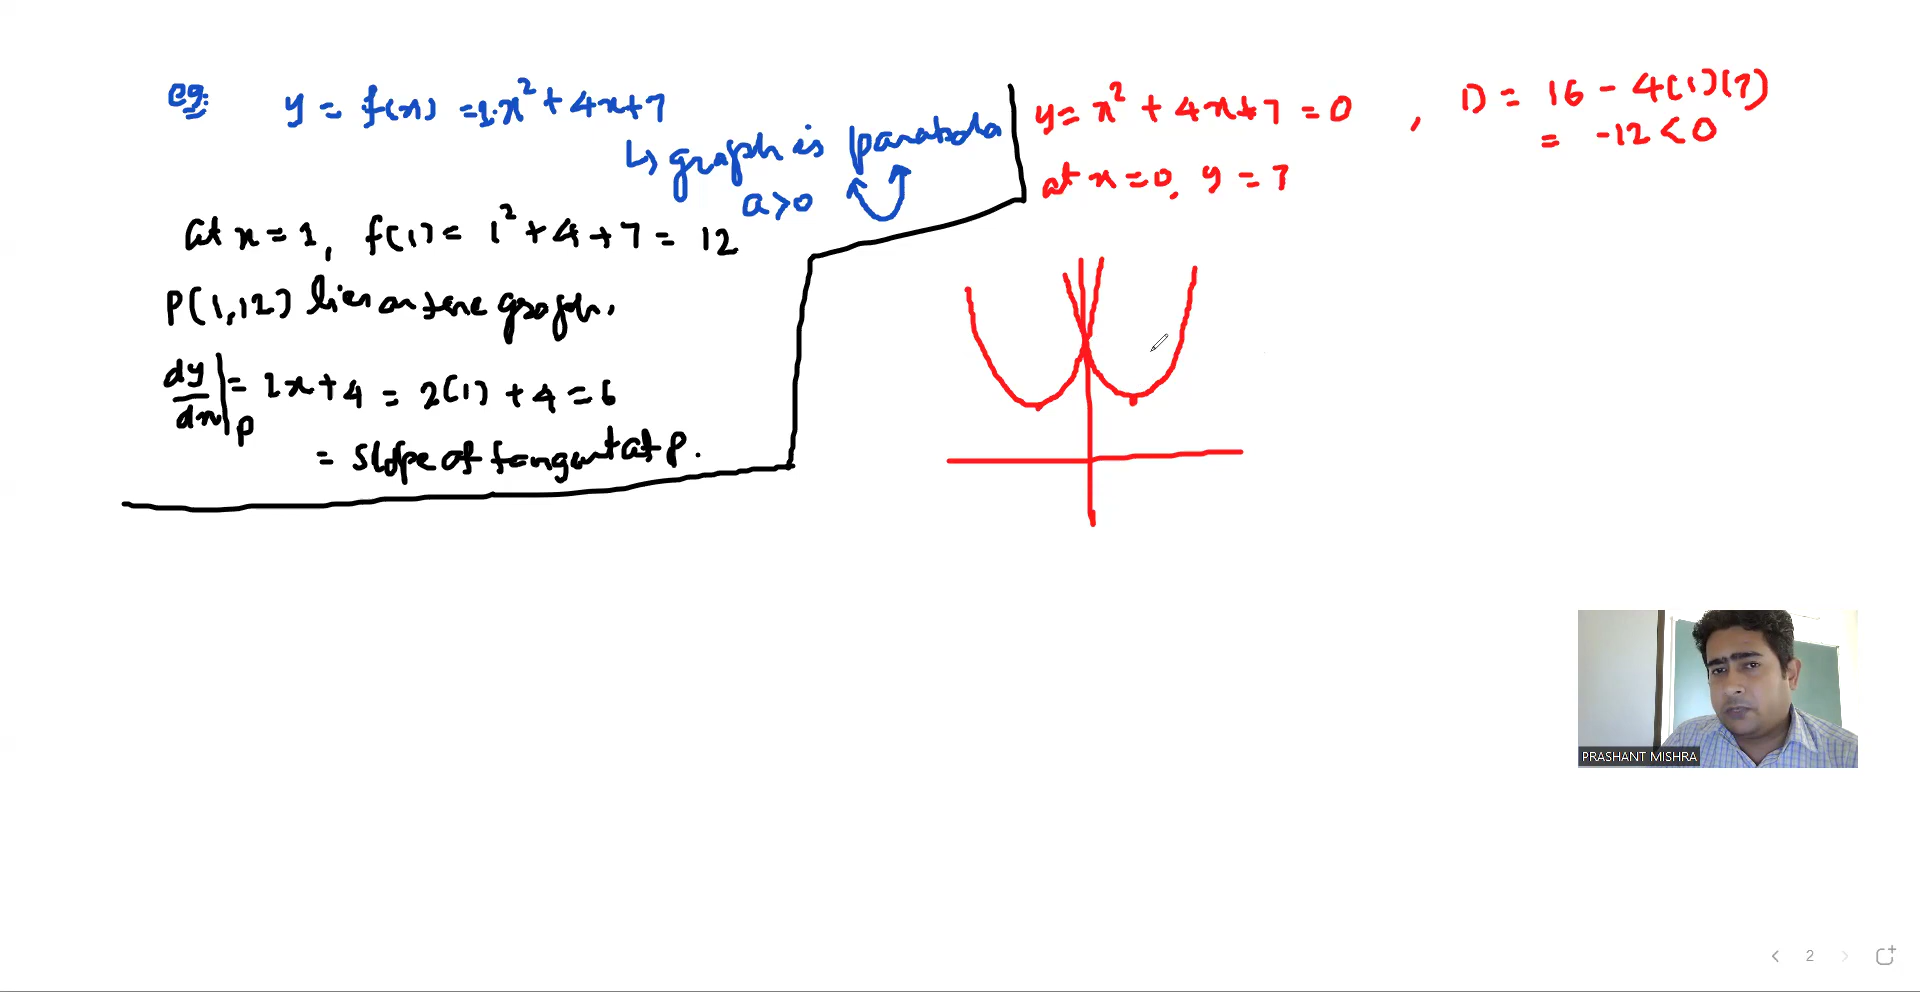 eg:
y = f(x) = 1·x² + 4x + 7
↳ graph is parabola
a > 0
at x = 1, f(1) = 1² + 4 + 7 = 12
P(1,12) lies on the graph.
dy/dx|P = 2x + 4 = 2(1) + 4 = 6
= slope of tangent at P.
y = x² + 4x + 7 = 0 , D = 16 - 4(1)(7)
= -12 < 0
at x = 0, y = 7
PRASHANT MISHRA
2